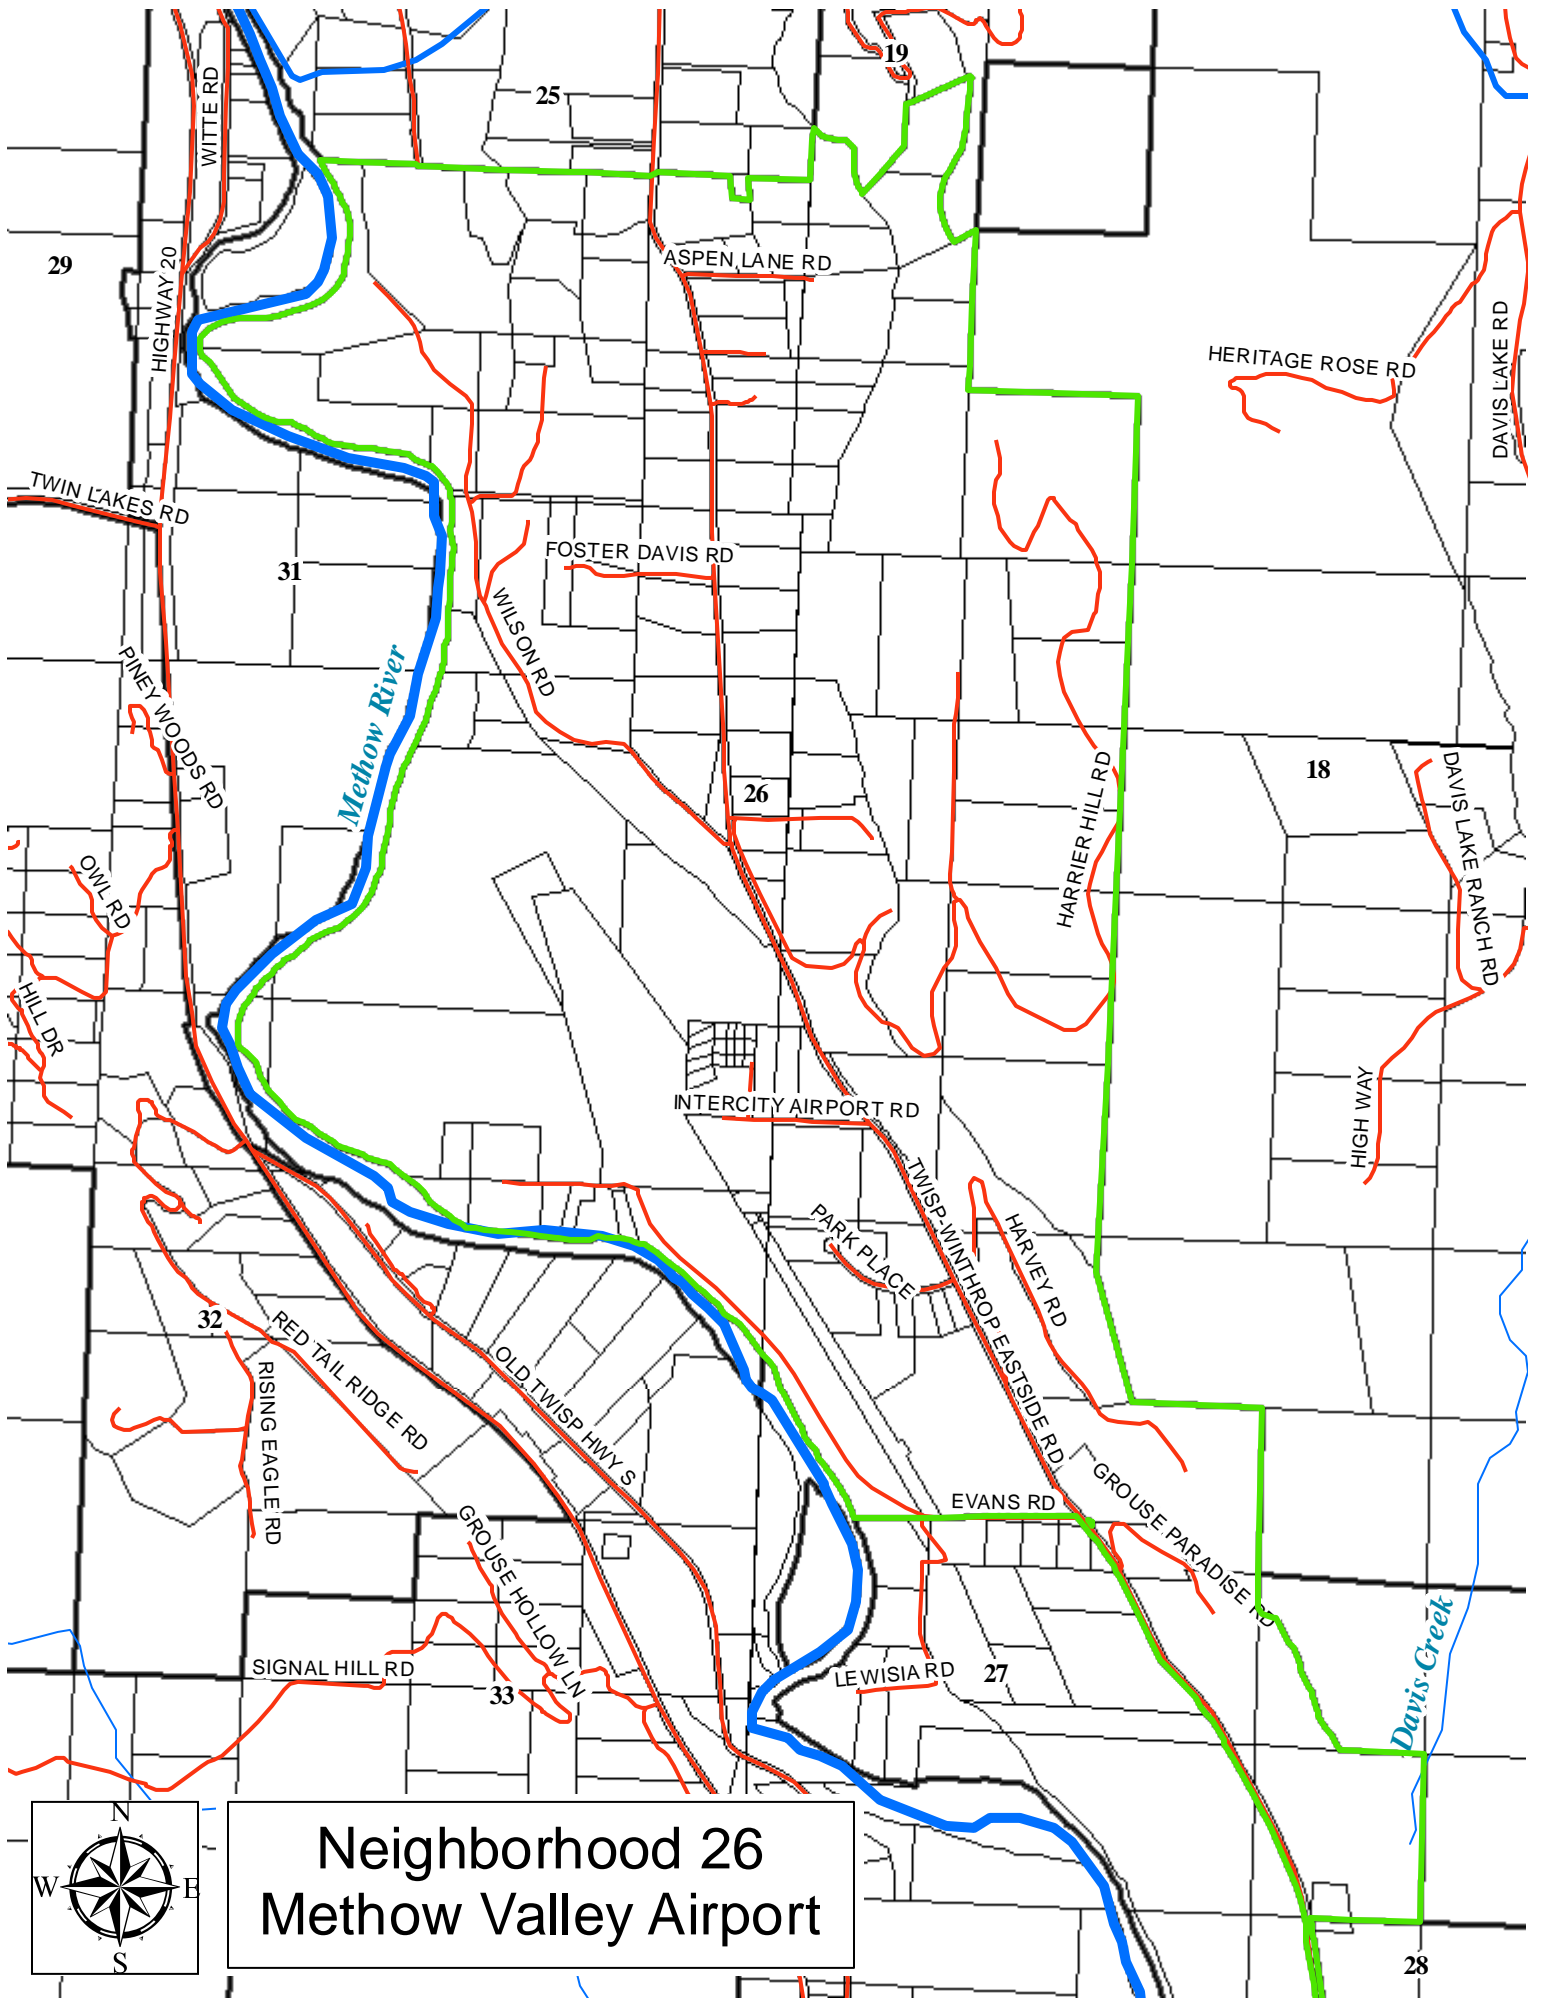 19
25
WITTE RD
29
HIGHWAY 20
ASPEN LANE RD
HERITAGE ROSE RD
DAVIS LAKE RD
TWIN LAKES RD
FOSTER DAVIS RD
31
WILSON RD
Methow River
PINEY WOODS RD
26
18
HARRIER HILL RD
DAVIS LAKE RANCH RD
OWL RD
HILL DR
INTERCITY AIRPORT RD
HIGH WAY
TWISP-WINTHROP EASTSIDE RD
PARK PLACE
HARVEY RD
32
RED TAIL RIDGE RD
RISING EAGLE RD
OLD TWISP HWY S
EVANS RD
GROUSE PARADISE RD
GROUSE HOLLOW LN
Davis Creek
SIGNAL HILL RD
33
LEWISIA RD
27
N
W E
S
Neighborhood 26
Methow Valley Airport
28